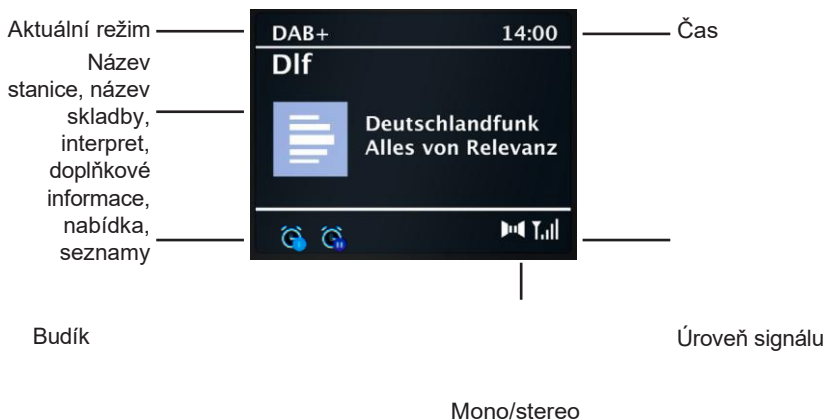 Aktuální režim
Název
stanice, název
skladby,
interpret,
doplňkové
informace,
nabídka,
seznamy
DAB+ 14:00
Dlf
Deutschlandfunk
Alles von Relevanz
Čas
Budík
Úroveň signálu
Mono/stereo